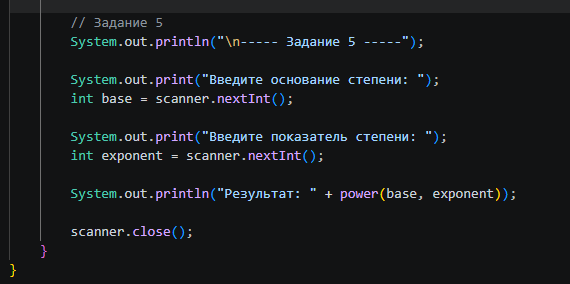 // Задание 5
System.out.println("\n----- Задание 5 -----");
System.out.print("Введите основание степени: ");
int base = scanner.nextInt();
System.out.print("Введите показатель степени: ");
int exponent = scanner.nextInt();
System.out.println("Результат: " + power(base, exponent));
scanner.close();
}
}